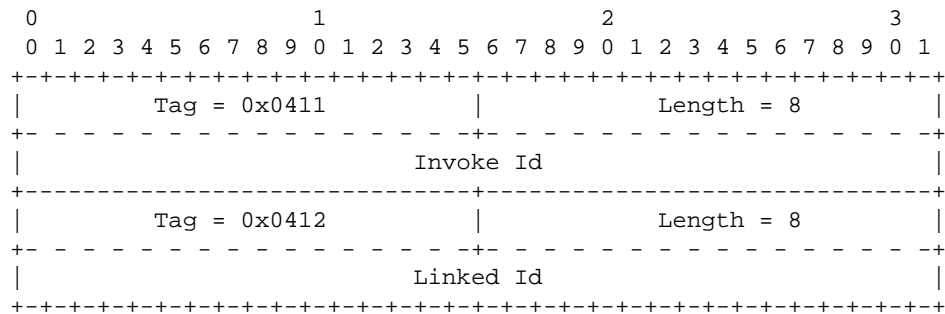 0 1 2 3
0 1 2 3 4 5 6 7 8 9 0 1 2 3 4 5 6 7 8 9 0 1 2 3 4 5 6 7 8 9 0 1
+-+-+-+-+-+-+-+-+-+-+-+-+-+-+-+-+-+-+-+-+-+-+-+-+-+-+-+-+-+-+-+-+
| Tag = 0x0411 | Length = 8 |
+- - - - - - - - - - - - - - - -+- - - - - - - - - - - - - - - -+
| Invoke Id |
+-------------------------------+-------------------------------+
| Tag = 0x0412 | Length = 8 |
+- - - - - - - - - - - - - - - -+- - - - - - - - - - - - - - - -+
| Linked Id |
+-+-+-+-+-+-+-+-+-+-+-+-+-+-+-+-+-+-+-+-+-+-+-+-+-+-+-+-+-+-+-+-+